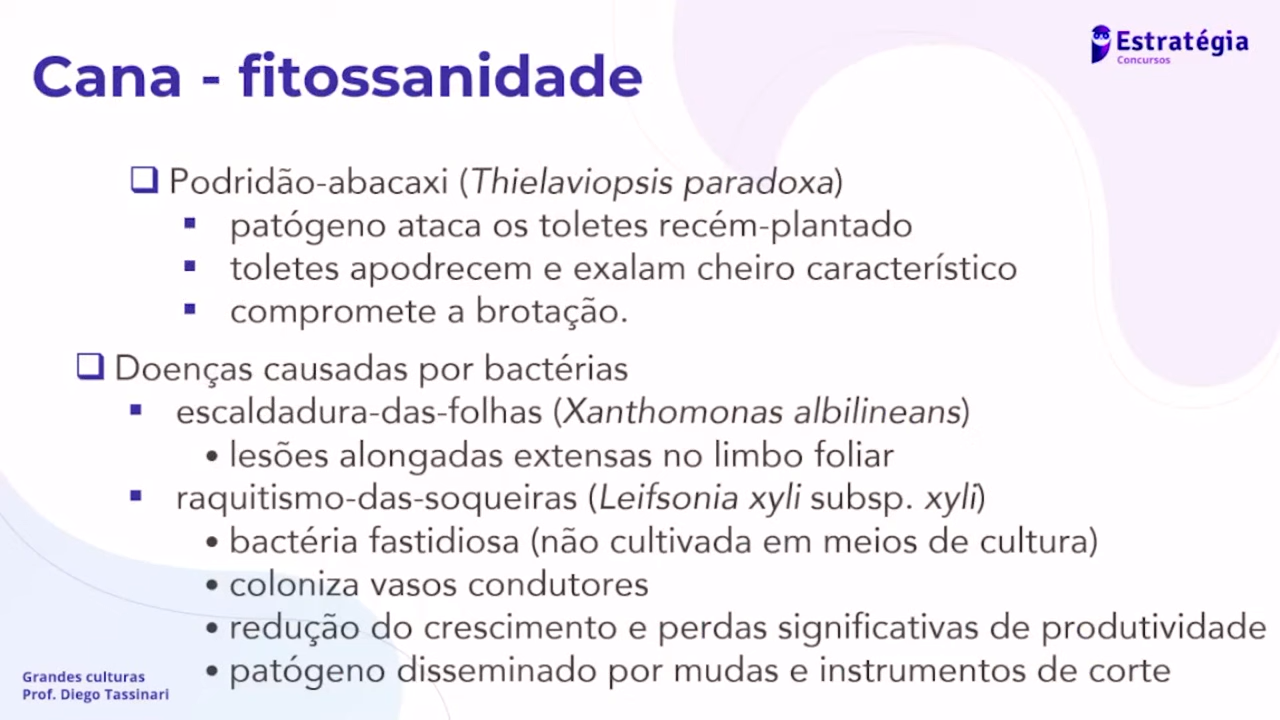 Estratégia
Concursos
Cana - fitossanidade
❑ Podridão-abacaxi (Thielaviopsis paradoxa)
▪ patógeno ataca os toletes recém-plantado
▪ toletes apodrecem e exalam cheiro característico
▪ compromete a brotação.
❑ Doenças causadas por bactérias
▪ escaldadura-das-folhas (Xanthomonas albilineans)
• lesões alongadas extensas no limbo foliar
▪ raquitismo-das-soqueiras (Leifsonia xyli subsp. xyli)
• bactéria fastidiosa (não cultivada em meios de cultura)
• coloniza vasos condutores
• redução do crescimento e perdas significativas de produtividade
• patógeno disseminado por mudas e instrumentos de corte
Grandes culturas
Prof. Diego Tassinari